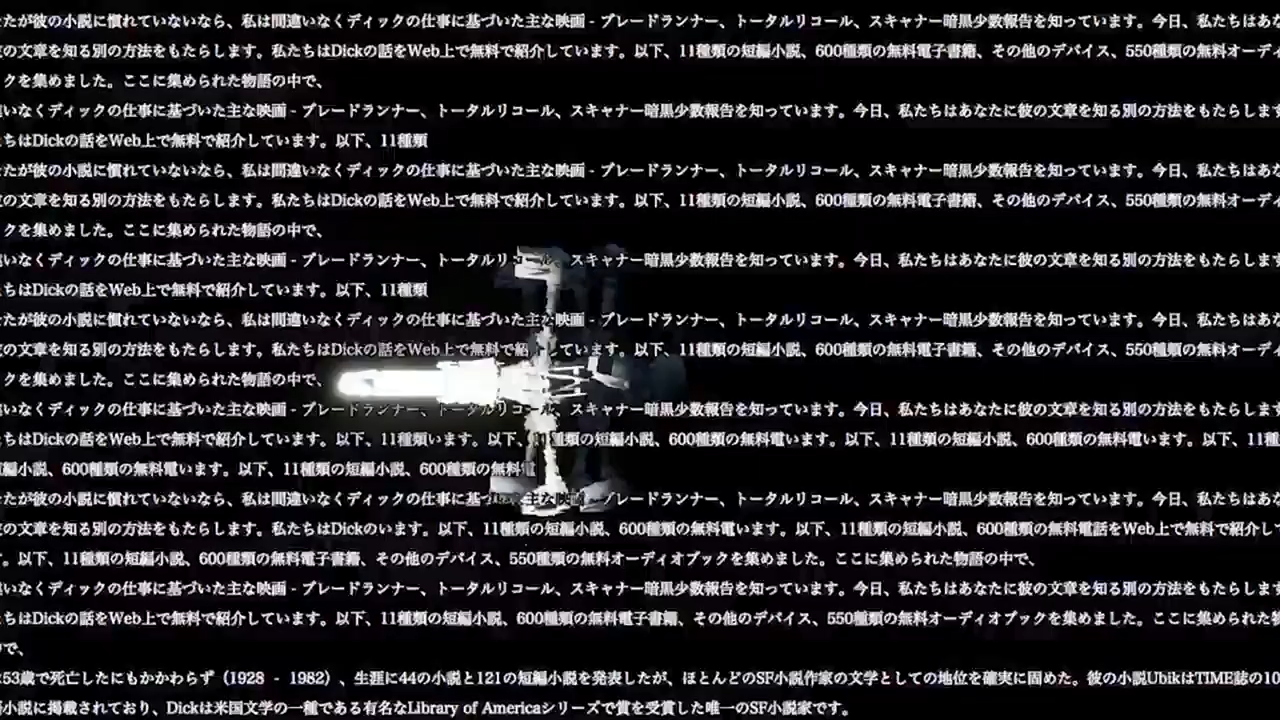 たが彼の小説に慣れていないなら、私は間違いなくディックの仕事に基づいた主な映画 - ブレードランナー、トータルリコール、スキャナー暗黒少数報告を知っています。今日、私たちはあな
の文章を知る別の方法をもたらします。私たちはDickの話をWeb上で無料で紹介しています。以下、11種類の短編小説、600種類の無料電子書籍、その他のデバイス、550種類の無料オーディ
クを集めました。ここに集められた物語の中で、
いなくディックの仕事に基づいた主な映画 - ブレードランナー、トータルリコール、スキャナー暗黒少数報告を知っています。今日、私たちはあなたに彼の文章を知る別の方法をもたらします
ちはDickの話をWeb上で無料で紹介しています。以下、11種類
たが彼の小説に慣れていないなら、私は間違いなくディックの仕事に基づいた主な映画 - ブレードランナー、トータルリコール、スキャナー暗黒少数報告を知っています。今日、私たちはあな
の文章を知る別の方法をもたらします。私たちはDickの話をWeb上で無料で紹介しています。以下、11種類の短編小説、600種類の無料電子書籍、その他のデバイス、550種類の無料オーディ
クを集めました。ここに集められた物語の中で、
いなくディックの仕事に基づいた主な映画 - ブレードランナー、トータルリコール、スキャナー暗黒少数報告を知っています。今日、私たちはあなたに彼の文章を知る別の方法をもたらします
ちはDickの話をWeb上で無料で紹介しています。以下、11種類
たが彼の小説に慣れていないなら、私は間違いなくディックの仕事に基づいた主な映画 - ブレードランナー、トータルリコール、スキャナー暗黒少数報告を知っています。今日、私たちはあな
の文章を知る別の方法をもたらします。私たちはDickの話をWeb上で無料で紹介しています。以下、11種類の短編小説、600種類の無料電子書籍、その他のデバイス、550種類の無料オーディ
クを集めました。ここに集められた物語の中で、
いなくディックの仕事に基づいた主な映画 - ブレードランナー、トータルリコール、スキャナー暗黒少数報告を知っています。今日、私たちはあなたに彼の文章を知る別の方法をもたらします
ちはDickの話をWeb上で無料で紹介しています。以下、11種類います。以下、11種類の短編小説、600種類の無料電います。以下、11種類の短編小説、600種類の無料電います。以下、11種
編小説、600種類の無料電います。以下、11種類の短編小説、600種類の無料電
たが彼の小説に慣れていないなら、私は間違いなくディックの仕事に基づいた主な映画 - ブレードランナー、トータルリコール、スキャナー暗黒少数報告を知っています。今日、私たちはあな
の文章を知る別の方法をもたらします。私たちはDickのいます。以下、11種類の短編小説、600種類の無料電います。以下、11種類の短編小説、600種類の無料電話をWeb上で無料で紹介し
。以下、11種類の短編小説、600種類の無料電子書籍、その他のデバイス、550種類の無料オーディオブックを集めました。ここに集められた物語の中で、
いなくディックの仕事に基づいた主な映画 - ブレードランナー、トータルリコール、スキャナー暗黒少数報告を知っています。今日、私たちはあなたに彼の文章を知る別の方法をもたらします
ちはDickの話をWeb上で無料で紹介しています。以下、11種類の短編小説、600種類の無料電子書籍、その他のデバイス、550種類の無料オーディオブックを集めました。ここに集められた物
で、
53歳で死亡したにもかかわらず（1928 - 1982）、生涯に44の小説と121の短編小説を発表したが、ほとんどのSF小説作家の文学としての地位を確実に固めた。彼の小説UbikはTIME誌の10
小説に掲載されており、Dickは米国文学の一種である有名なLibrary of Americaシリーズで賞を受賞した唯一のSF小説家です。